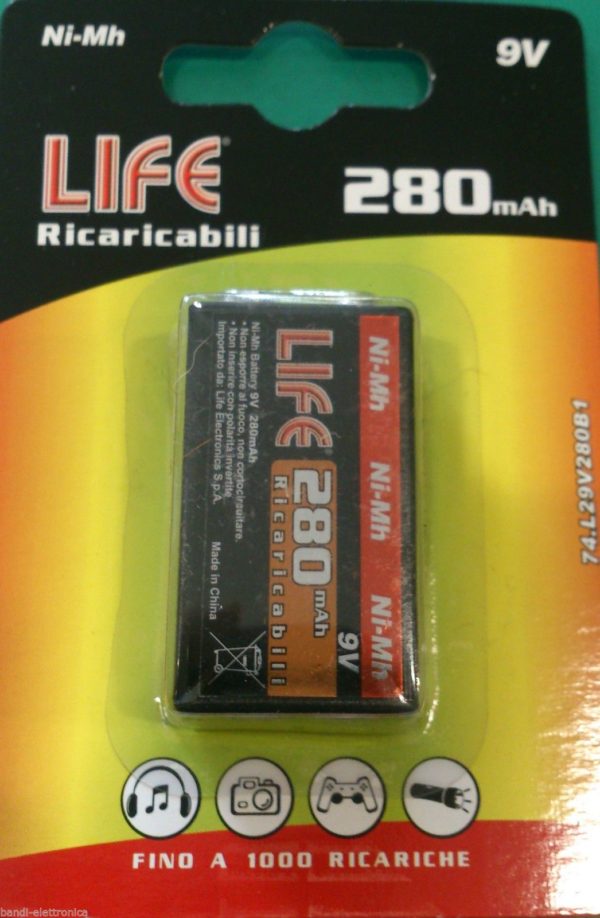 Ni-Mh
9V
LIFE
Ricaricabili
280mAh
Ni-Mh Ni-Mh Ni-Mh
9V
LIFE 280mAh
Ricaricabili
Ni-Mh Battery 9V 280mAh
• Non esporre al fuoco, non cortocircuitare.
• Non inserire con polarità invertite
Importato da: Life Electronics S.p.A. Made in China
74.L29V280B1
FINO A 1000 RICARICHE
bandi-elettronica